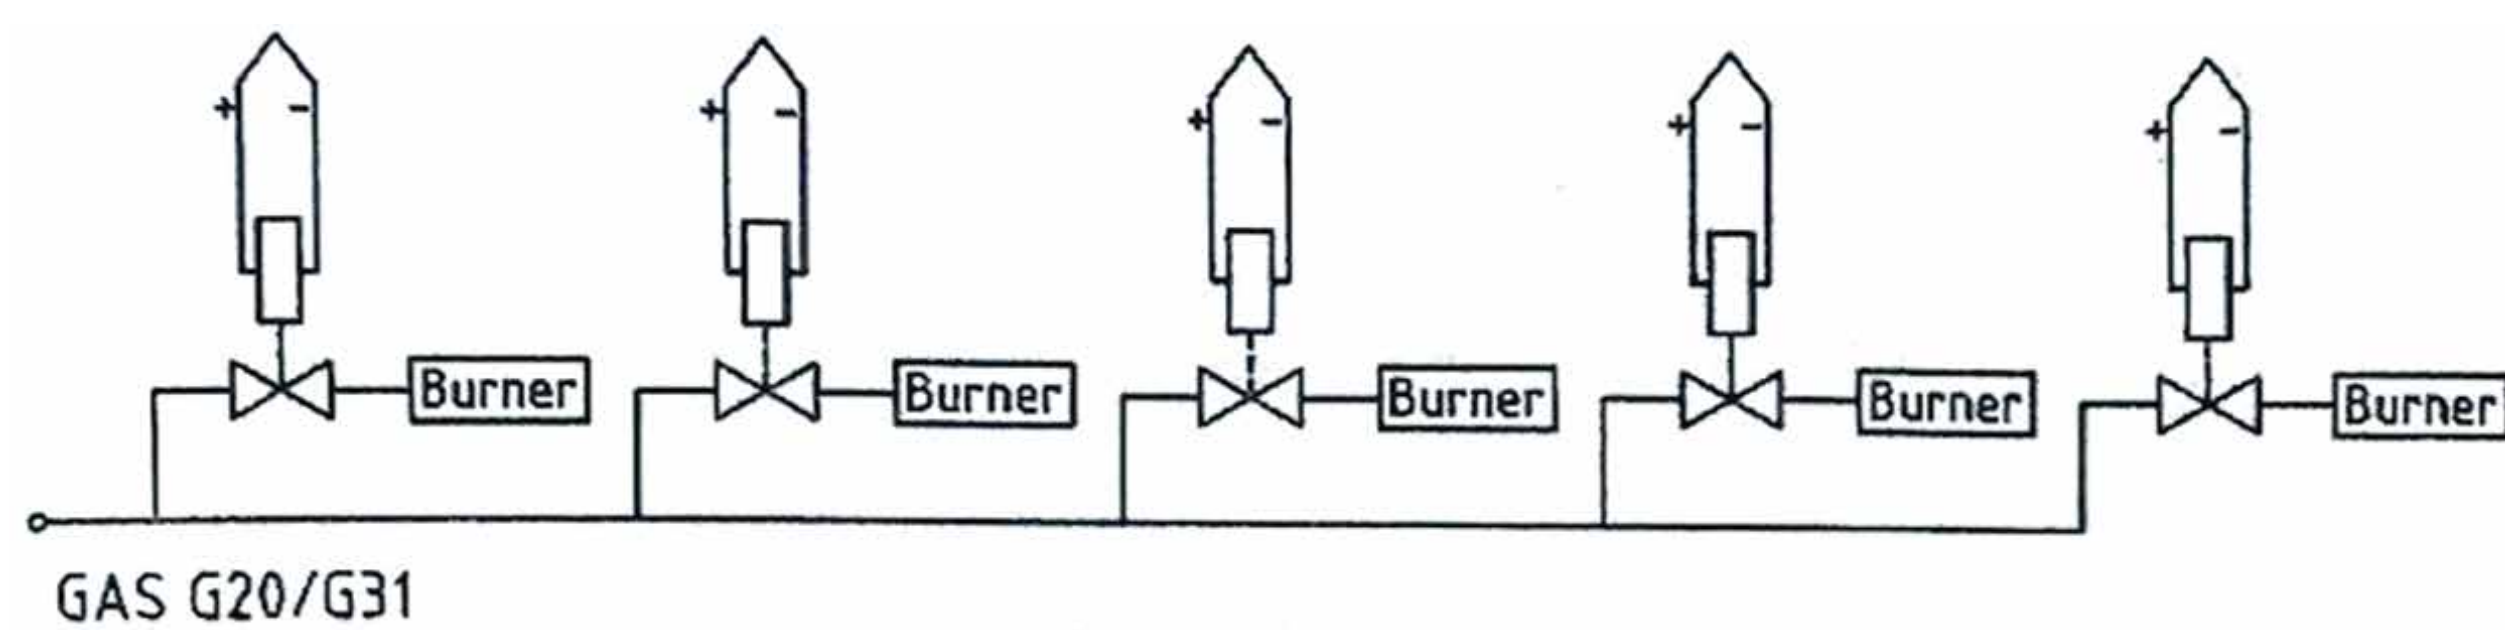 + - + - + - + - + -
Burner Burner Burner Burner Burner
GAS G20/G31